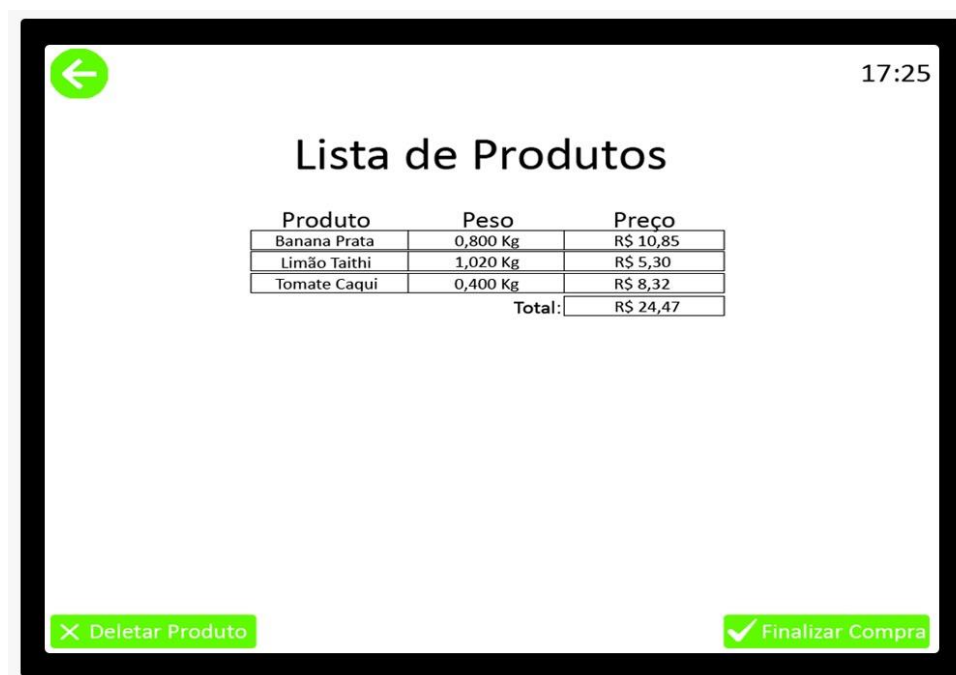 17:25
Lista de Produtos
Produto Peso Preço
Banana Prata 0,800 Kg R$ 10,85
Limão Taithi 1,020 Kg R$ 5,30
Tomate Caqui 0,400 Kg R$ 8,32
Total: R$ 24,47
Deletar Produto Finalizar Compra